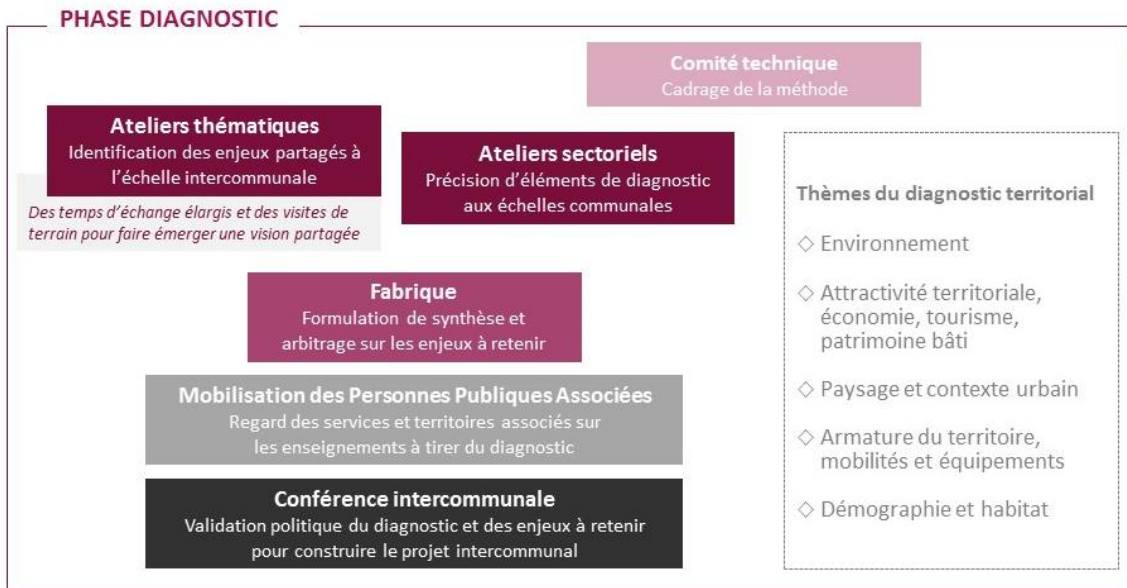 PHASE DIAGNOSTIC
Comité technique
Cadrage de la méthode
Ateliers thématiques
Identification des enjeux partagés à
l'échelle intercommunale
Des temps d'échange élargis et des visites de
terrain pour faire émerger une vision partagée
Ateliers sectoriels
Précision d'éléments de diagnostic
aux échelles communales
Fabrique
Formulation de synthèse et
arbitrage sur les enjeux à retenir
Mobilisation des Personnes Publiques Associées
Regard des services et territoires associés sur
les enseignements à tirer du diagnostic
Conférence intercommunale
Validation politique du diagnostic et des enjeux à retenir
pour construire le projet intercommunal
Thèmes du diagnostic territorial
◇ Environnement
◇ Attractivité territoriale,
économie, tourisme,
patrimoine bâti
◇ Paysage et contexte urbain
◇ Armature du territoire,
mobilités et équipements
◇ Démographie et habitat